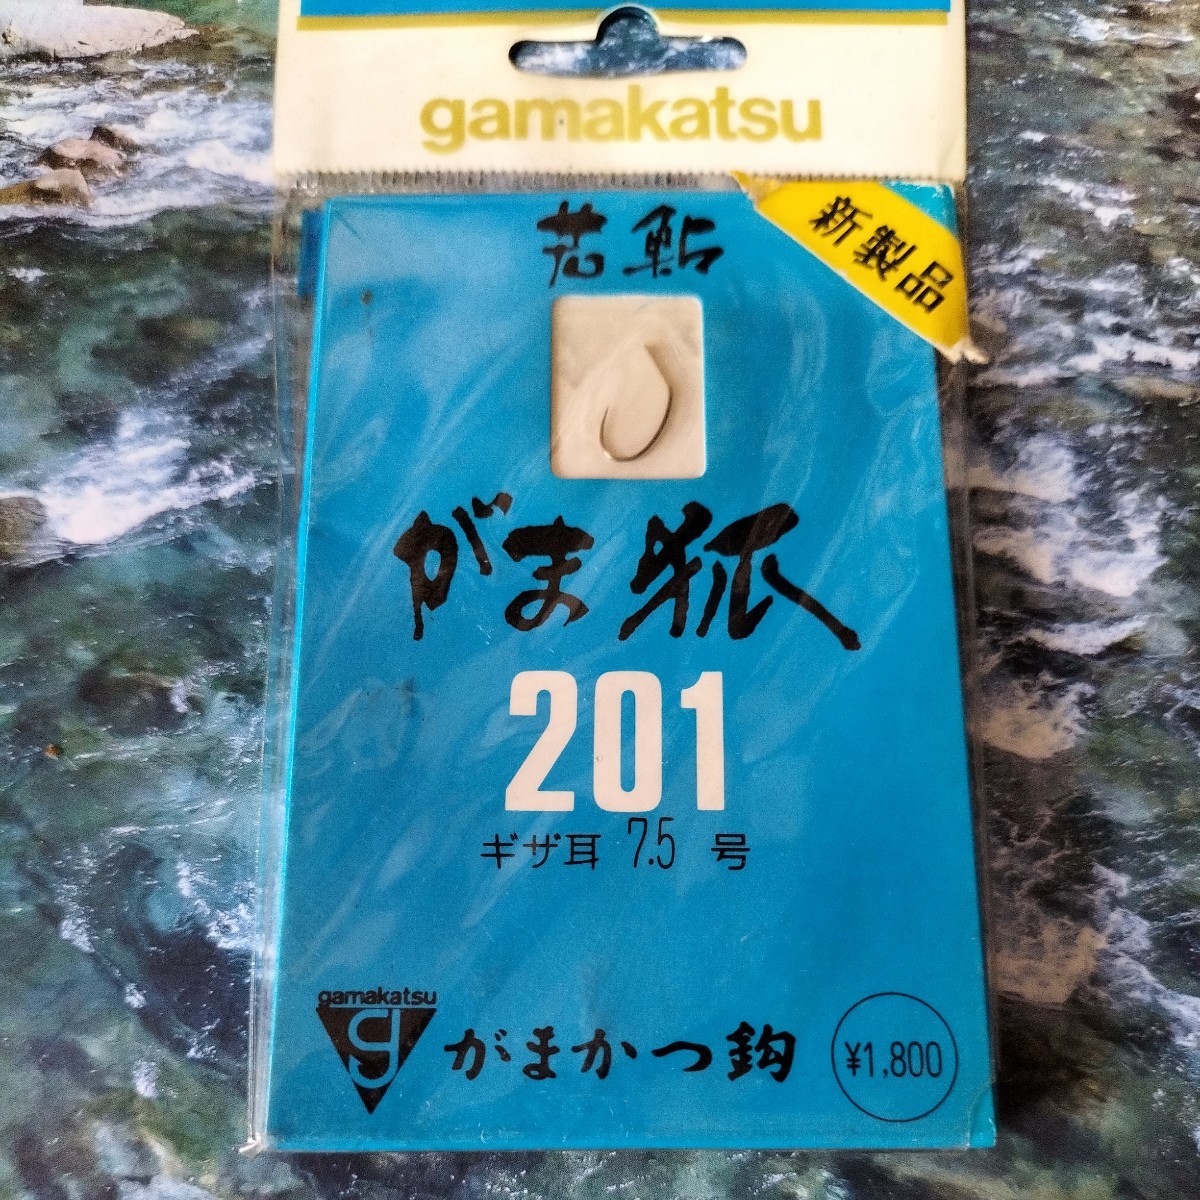 gamakatsu
新製品
若鮎
がま狐
201
ギザ耳 7.5 号
gamakatsu
がまかつ鈎
¥1,800